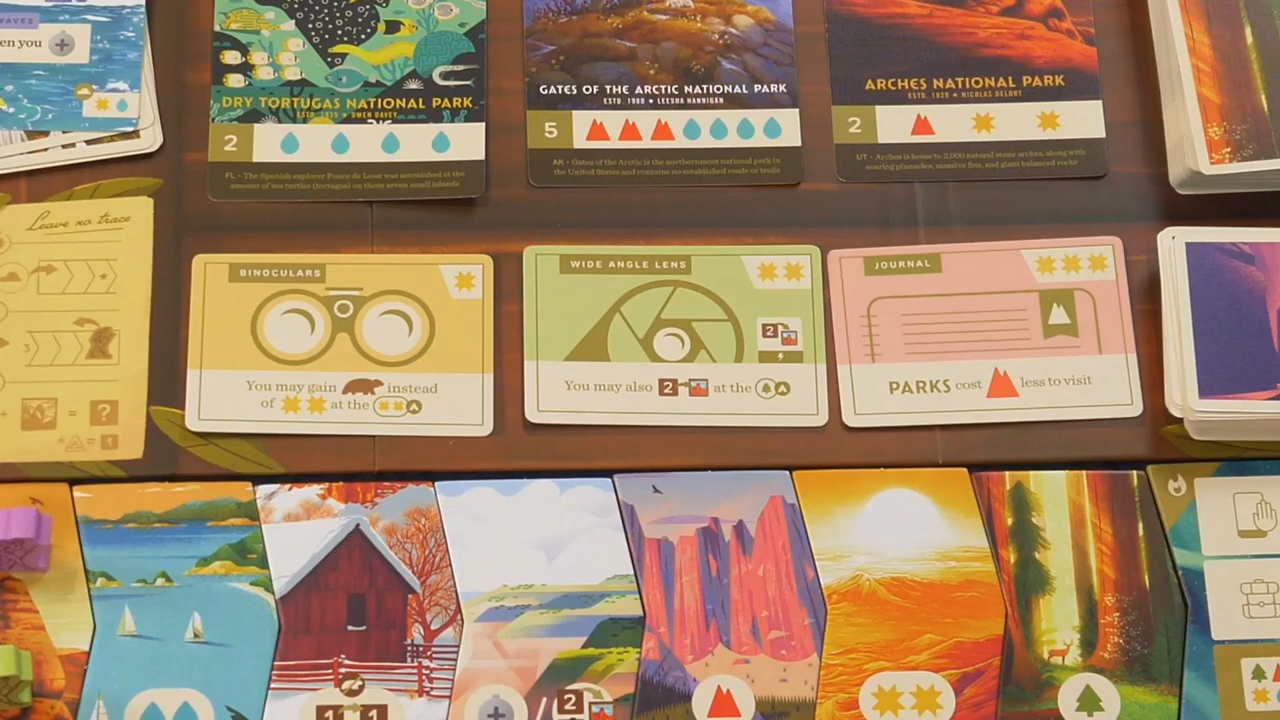 WAVES
en you
DRY TORTUGAS NATIONAL PARK
ESTD. 1935 ★ OWEN DAVEY
2
FL • The Spanish explorer Ponce de Leon was astonished at the
amount of sea turtles (tortugas) on these seven small islands
GATES OF THE ARCTIC NATIONAL PARK
ESTD. 1980 ★ LEESHA HANNIGAN
5
AK • Gates of the Arctic is the northernmost national park in
the United States and contains no established roads or trails
ARCHES NATIONAL PARK
ESTD. 1929 ★ NICOLAS DELORT
2
UT • Arches is home to 2,000 natural stone arches, along with
soaring pinnacles, massive fins, and giant balanced rocks
Leave no trace
3
+ = ?
* = 1
BINOCULARS
You may gain instead
of at the
WIDE ANGLE LENS
2
You may also 2 at the
JOURNAL
PARKS cost less to visit
1 1
+ / 2